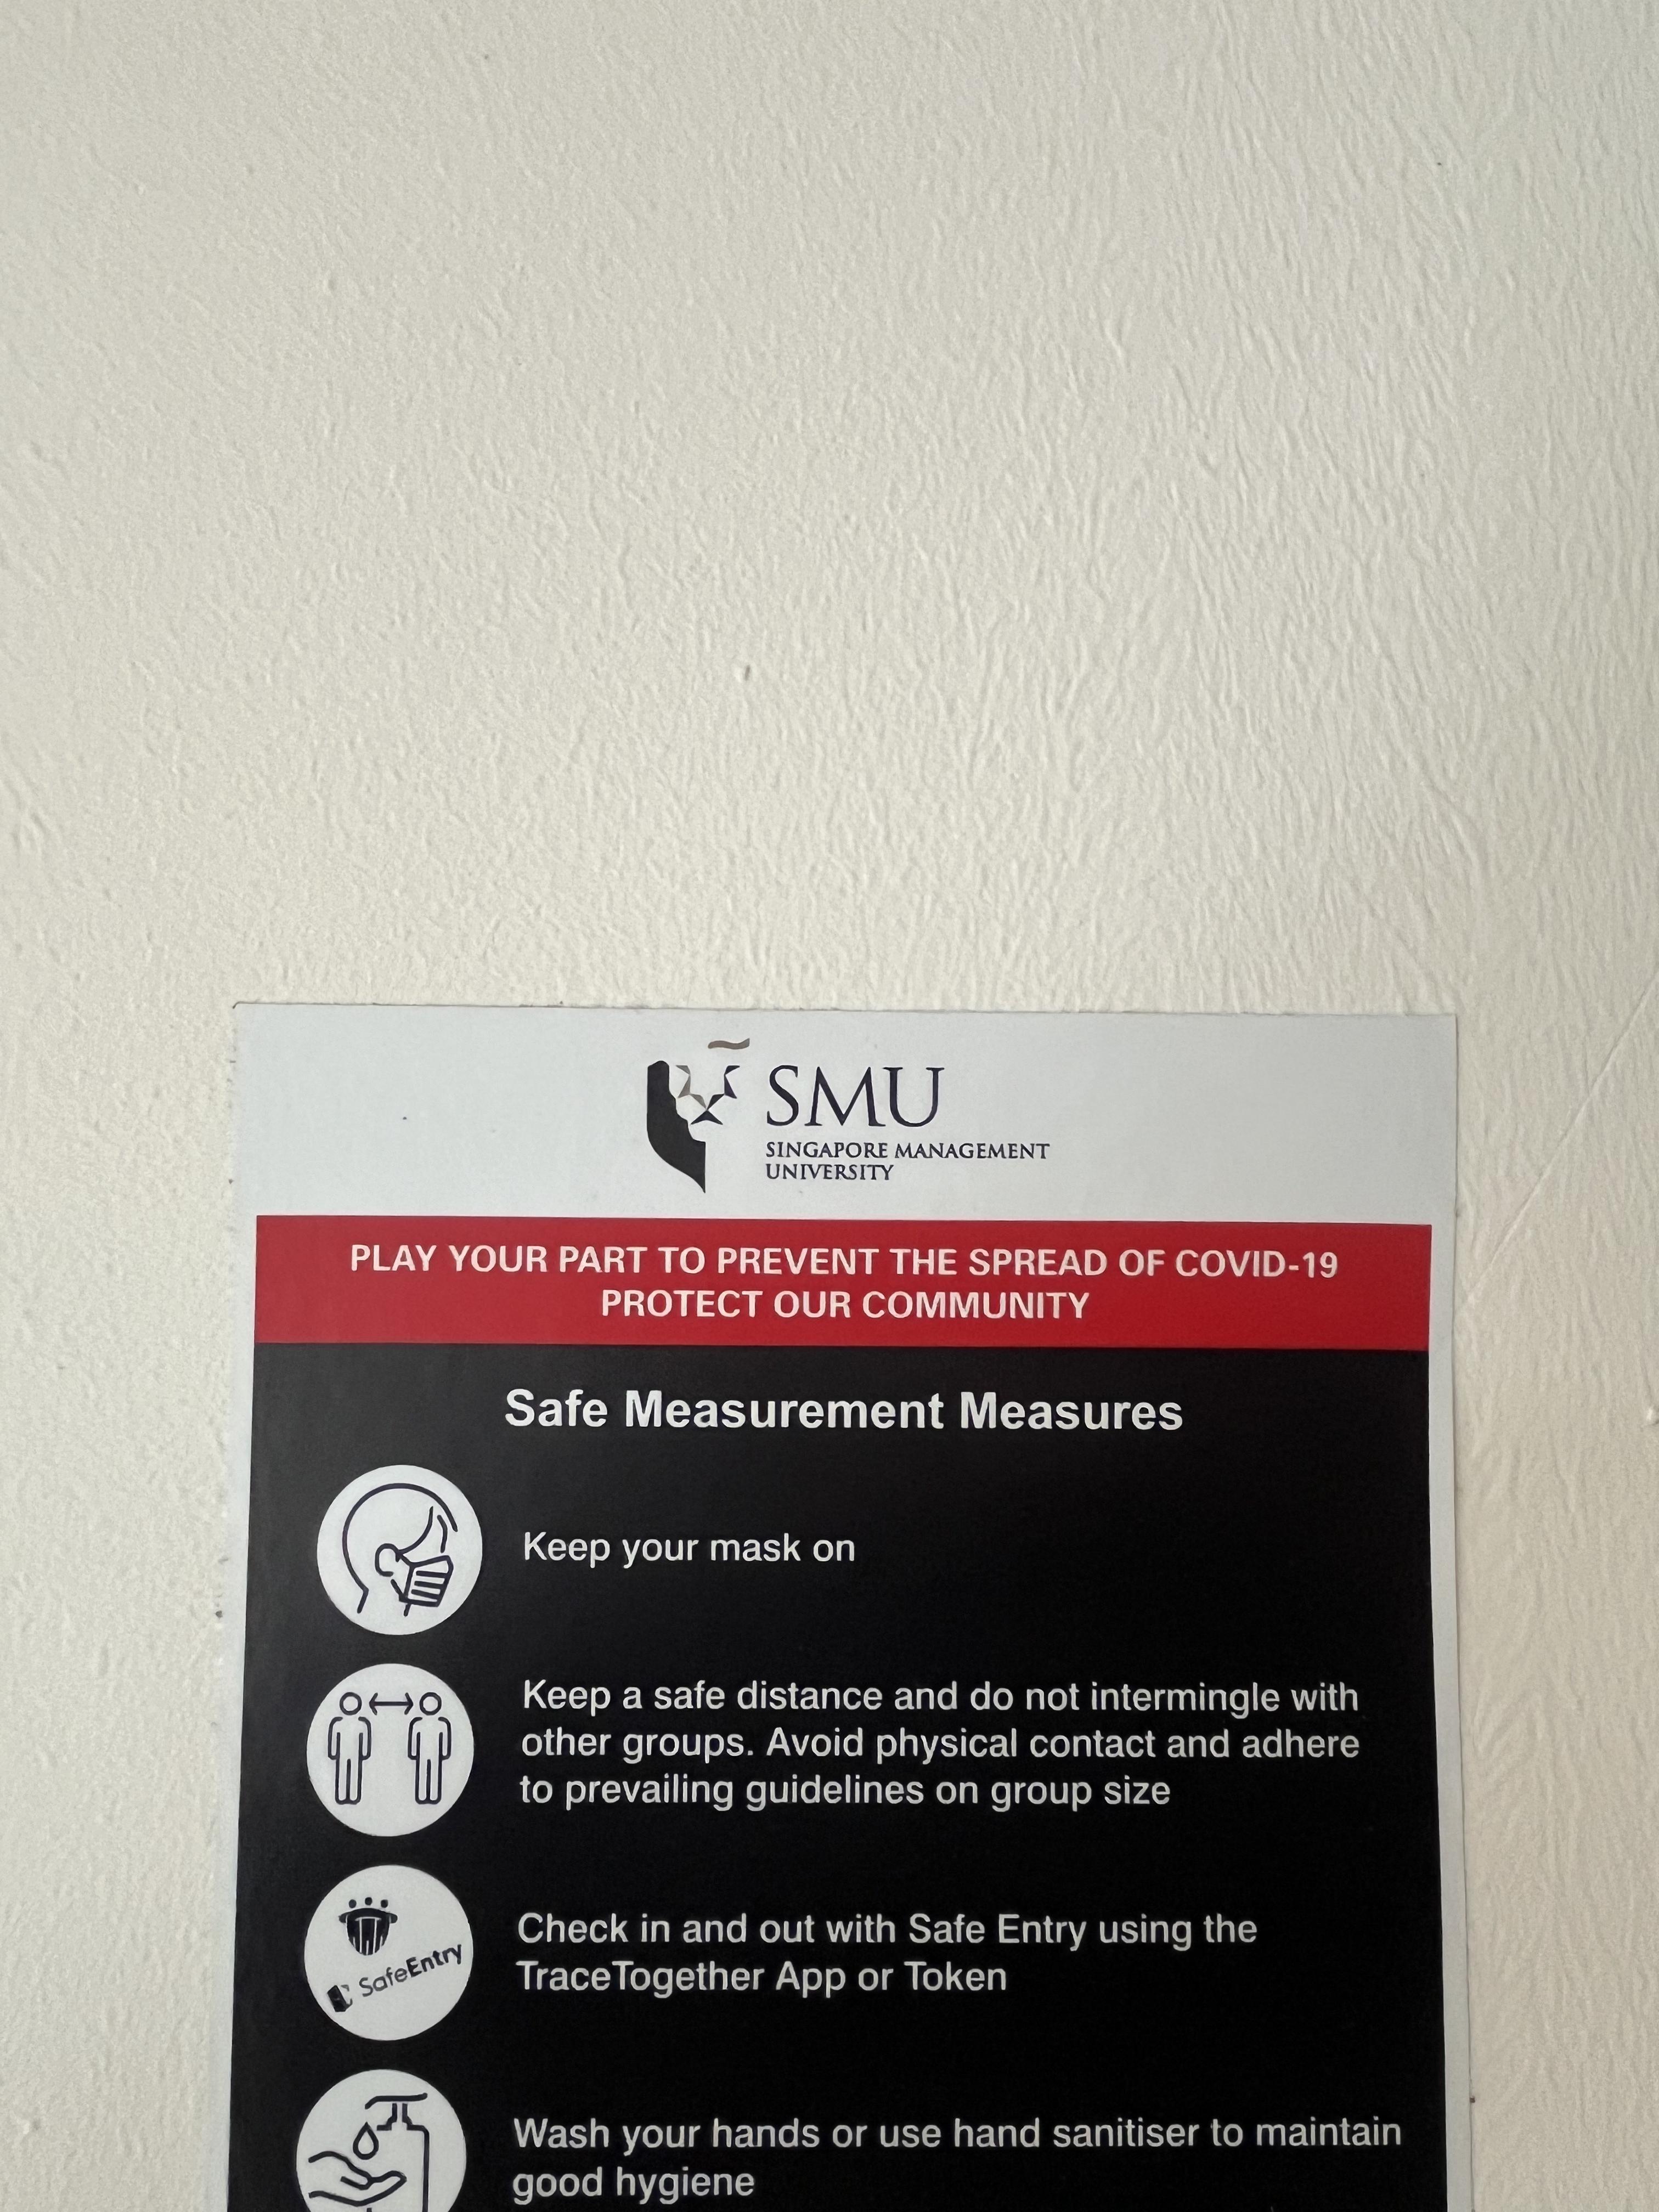 SMU
SINGAPORE MANAGEMENT
UNIVERSITY
PLAY YOUR PART TO PREVENT THE SPREAD OF COVID-19
PROTECT OUR COMMUNITY
Safe Measurement Measures
Keep your mask on
Keep a safe distance and do not intermingle with
other groups. Avoid physical contact and adhere
to prevailing guidelines on group size
SafeEntry
Check in and out with Safe Entry using the
TraceTogether App or Token
Wash your hands or use hand sanitiser to maintain
good hygiene